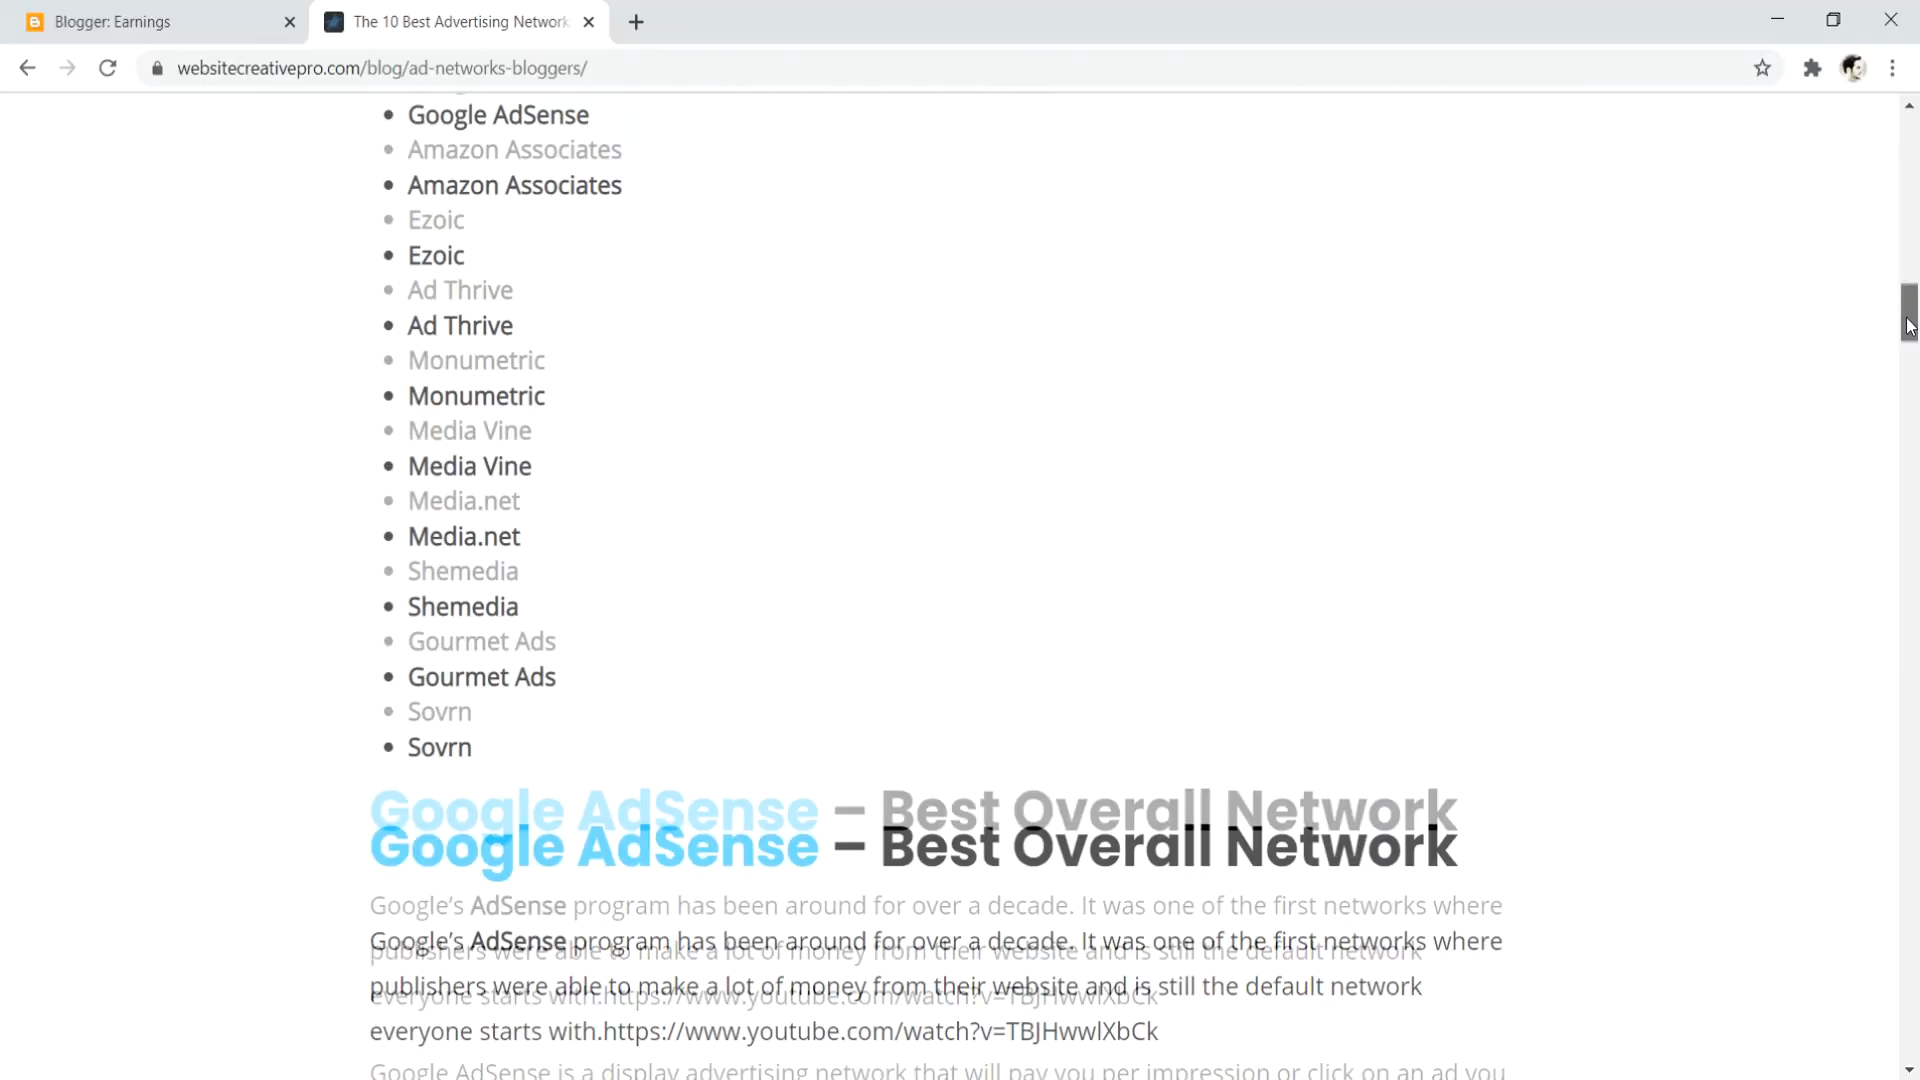 Blogger: Earnings
The 10 Best Advertising Network
websitecreativepro.com/blog/ad-networks-bloggers/
Google AdSense
Amazon Associates
Amazon Associates
Ezoic
Ezoic
Ad Thrive
Ad Thrive
Monumetric
Monumetric
Media Vine
Media Vine
Media.net
Media.net
Shemedia
Shemedia
Gourmet Ads
Gourmet Ads
Sovrn
Sovrn
Google AdSense – Best Overall Network
Google AdSense – Best Overall Network
Google's AdSense program has been around for over a decade. It was one of the first networks where
Google's AdSense program has been around for over a decade. It was one of the first networks where
publishers were able to make a lot of money from their website and is still the default network
publishers were able to make a lot of money from their website and is still the default network
everyone starts with.https://www.youtube.com/watch?v=TBJHwwlXbCk
everyone starts with.https://www.youtube.com/watch?v=TBJHwwlXbCk
Google AdSense is a display advertising network that will pay you per impression or click on an ad you